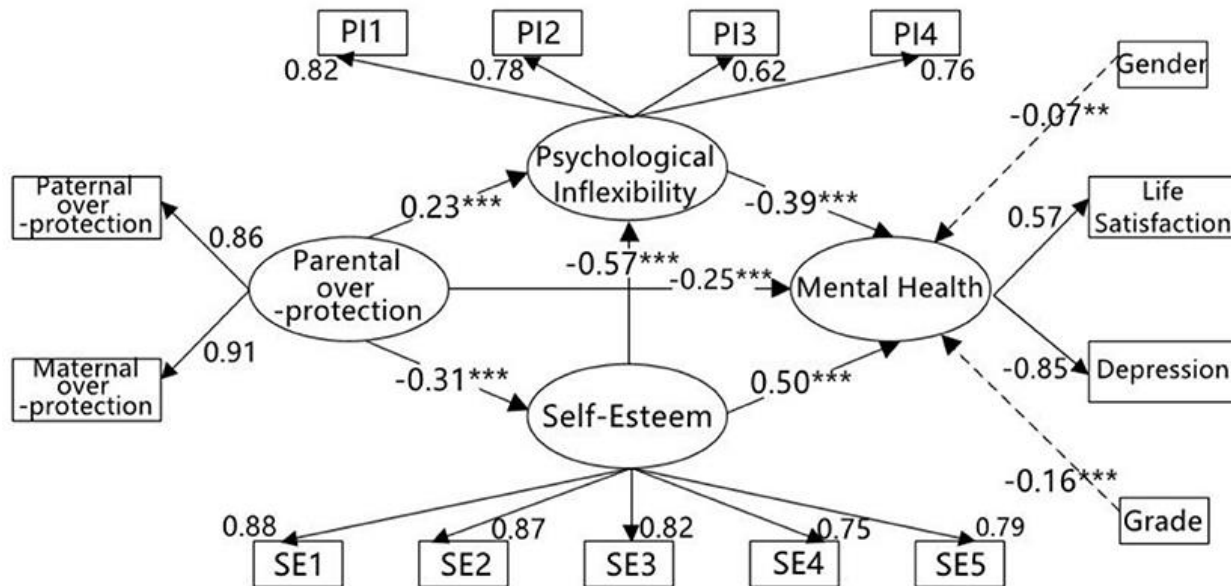 PI1
PI2
PI3
PI4
0.82
0.78
0.62
0.76
Gender
-0.07**
Psychological
Inflexibility
Paternal
over
-protection
Life
Satisfaction
0.23***
-0.39***
0.57
0.86
Parental
over
-protection
-0.57***
-0.25***
Mental Health
0.91
Maternal
over
-protection
-0.31***
0.50***
-0.85
Depression
Self-Esteem
-0.16***
0.88
0.87
0.82
0.75
0.79
Grade
SE1
SE2
SE3
SE4
SE5